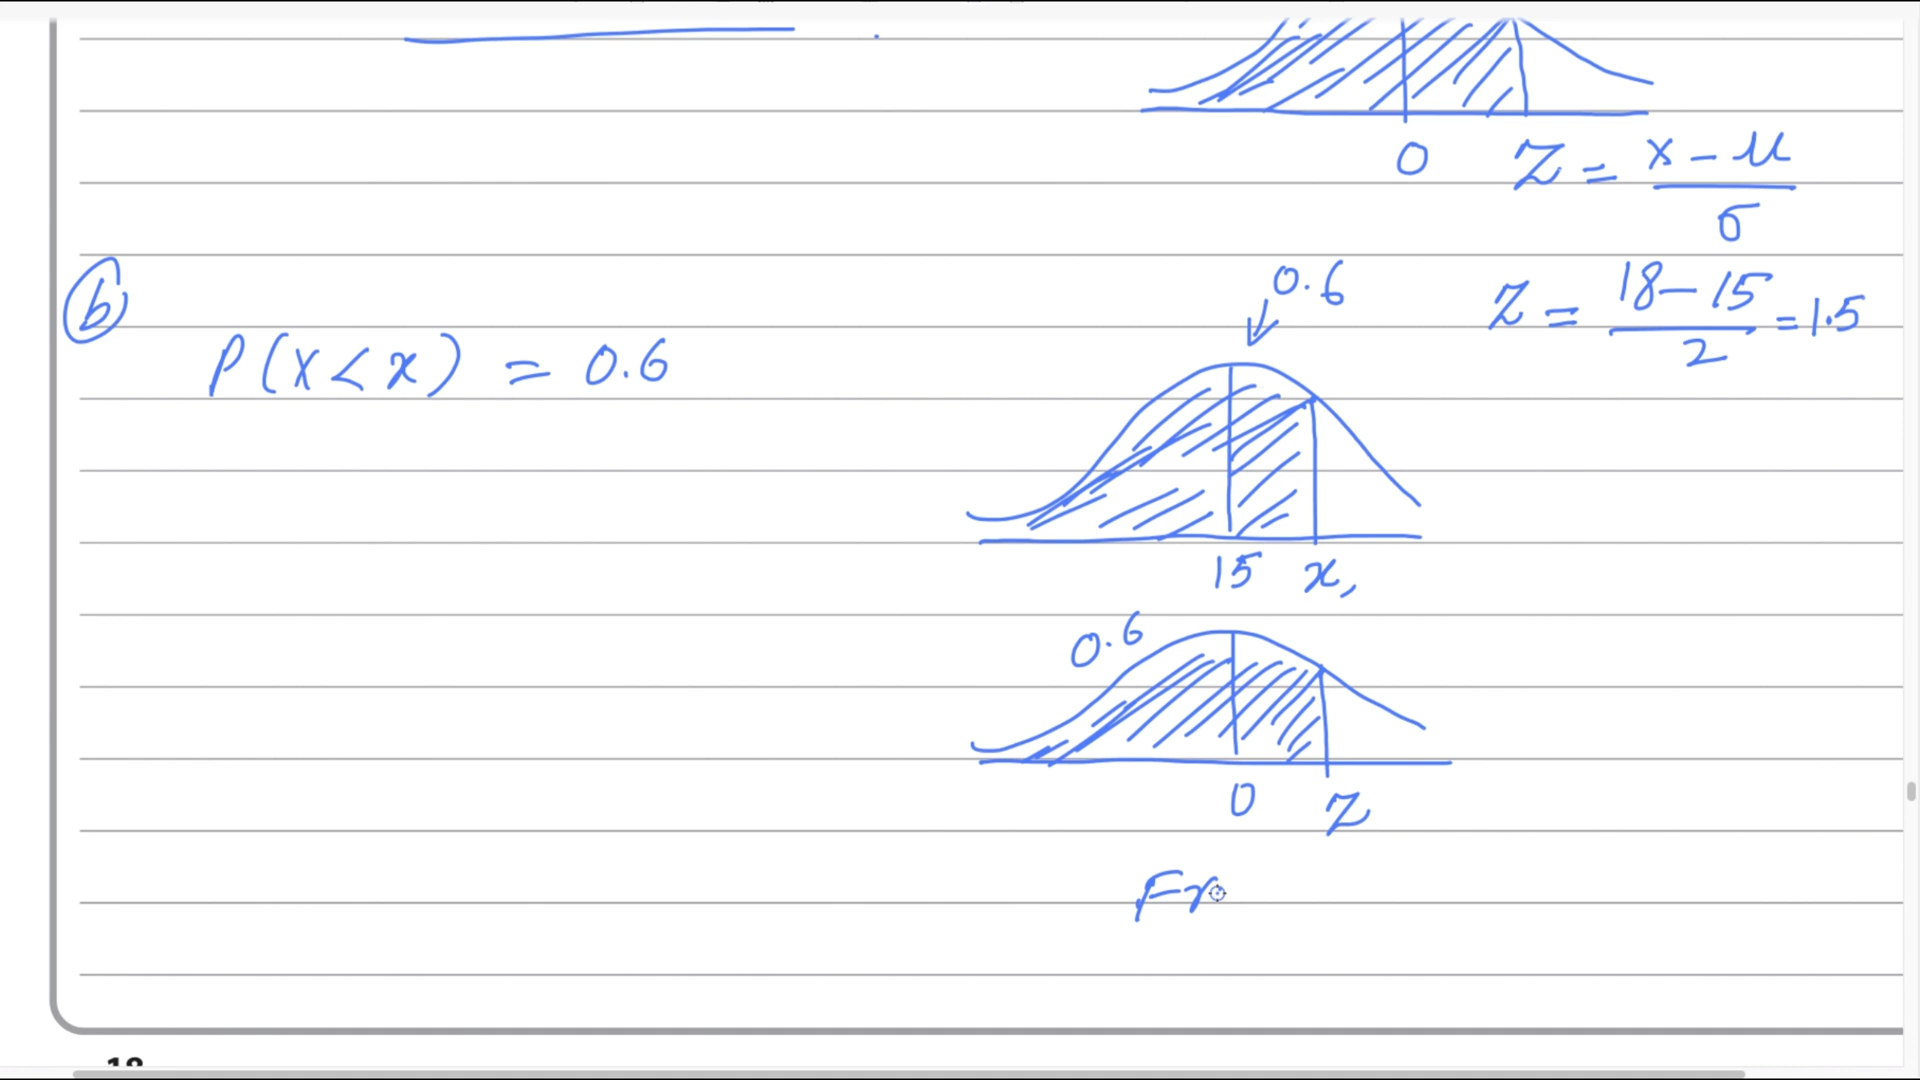 0 Z = x - μ / σ
0.6
Z = 18 - 15 / 2 = 1.5
b
P(X < x) = 0.6
15 x,
0.6
0 Z
Fr